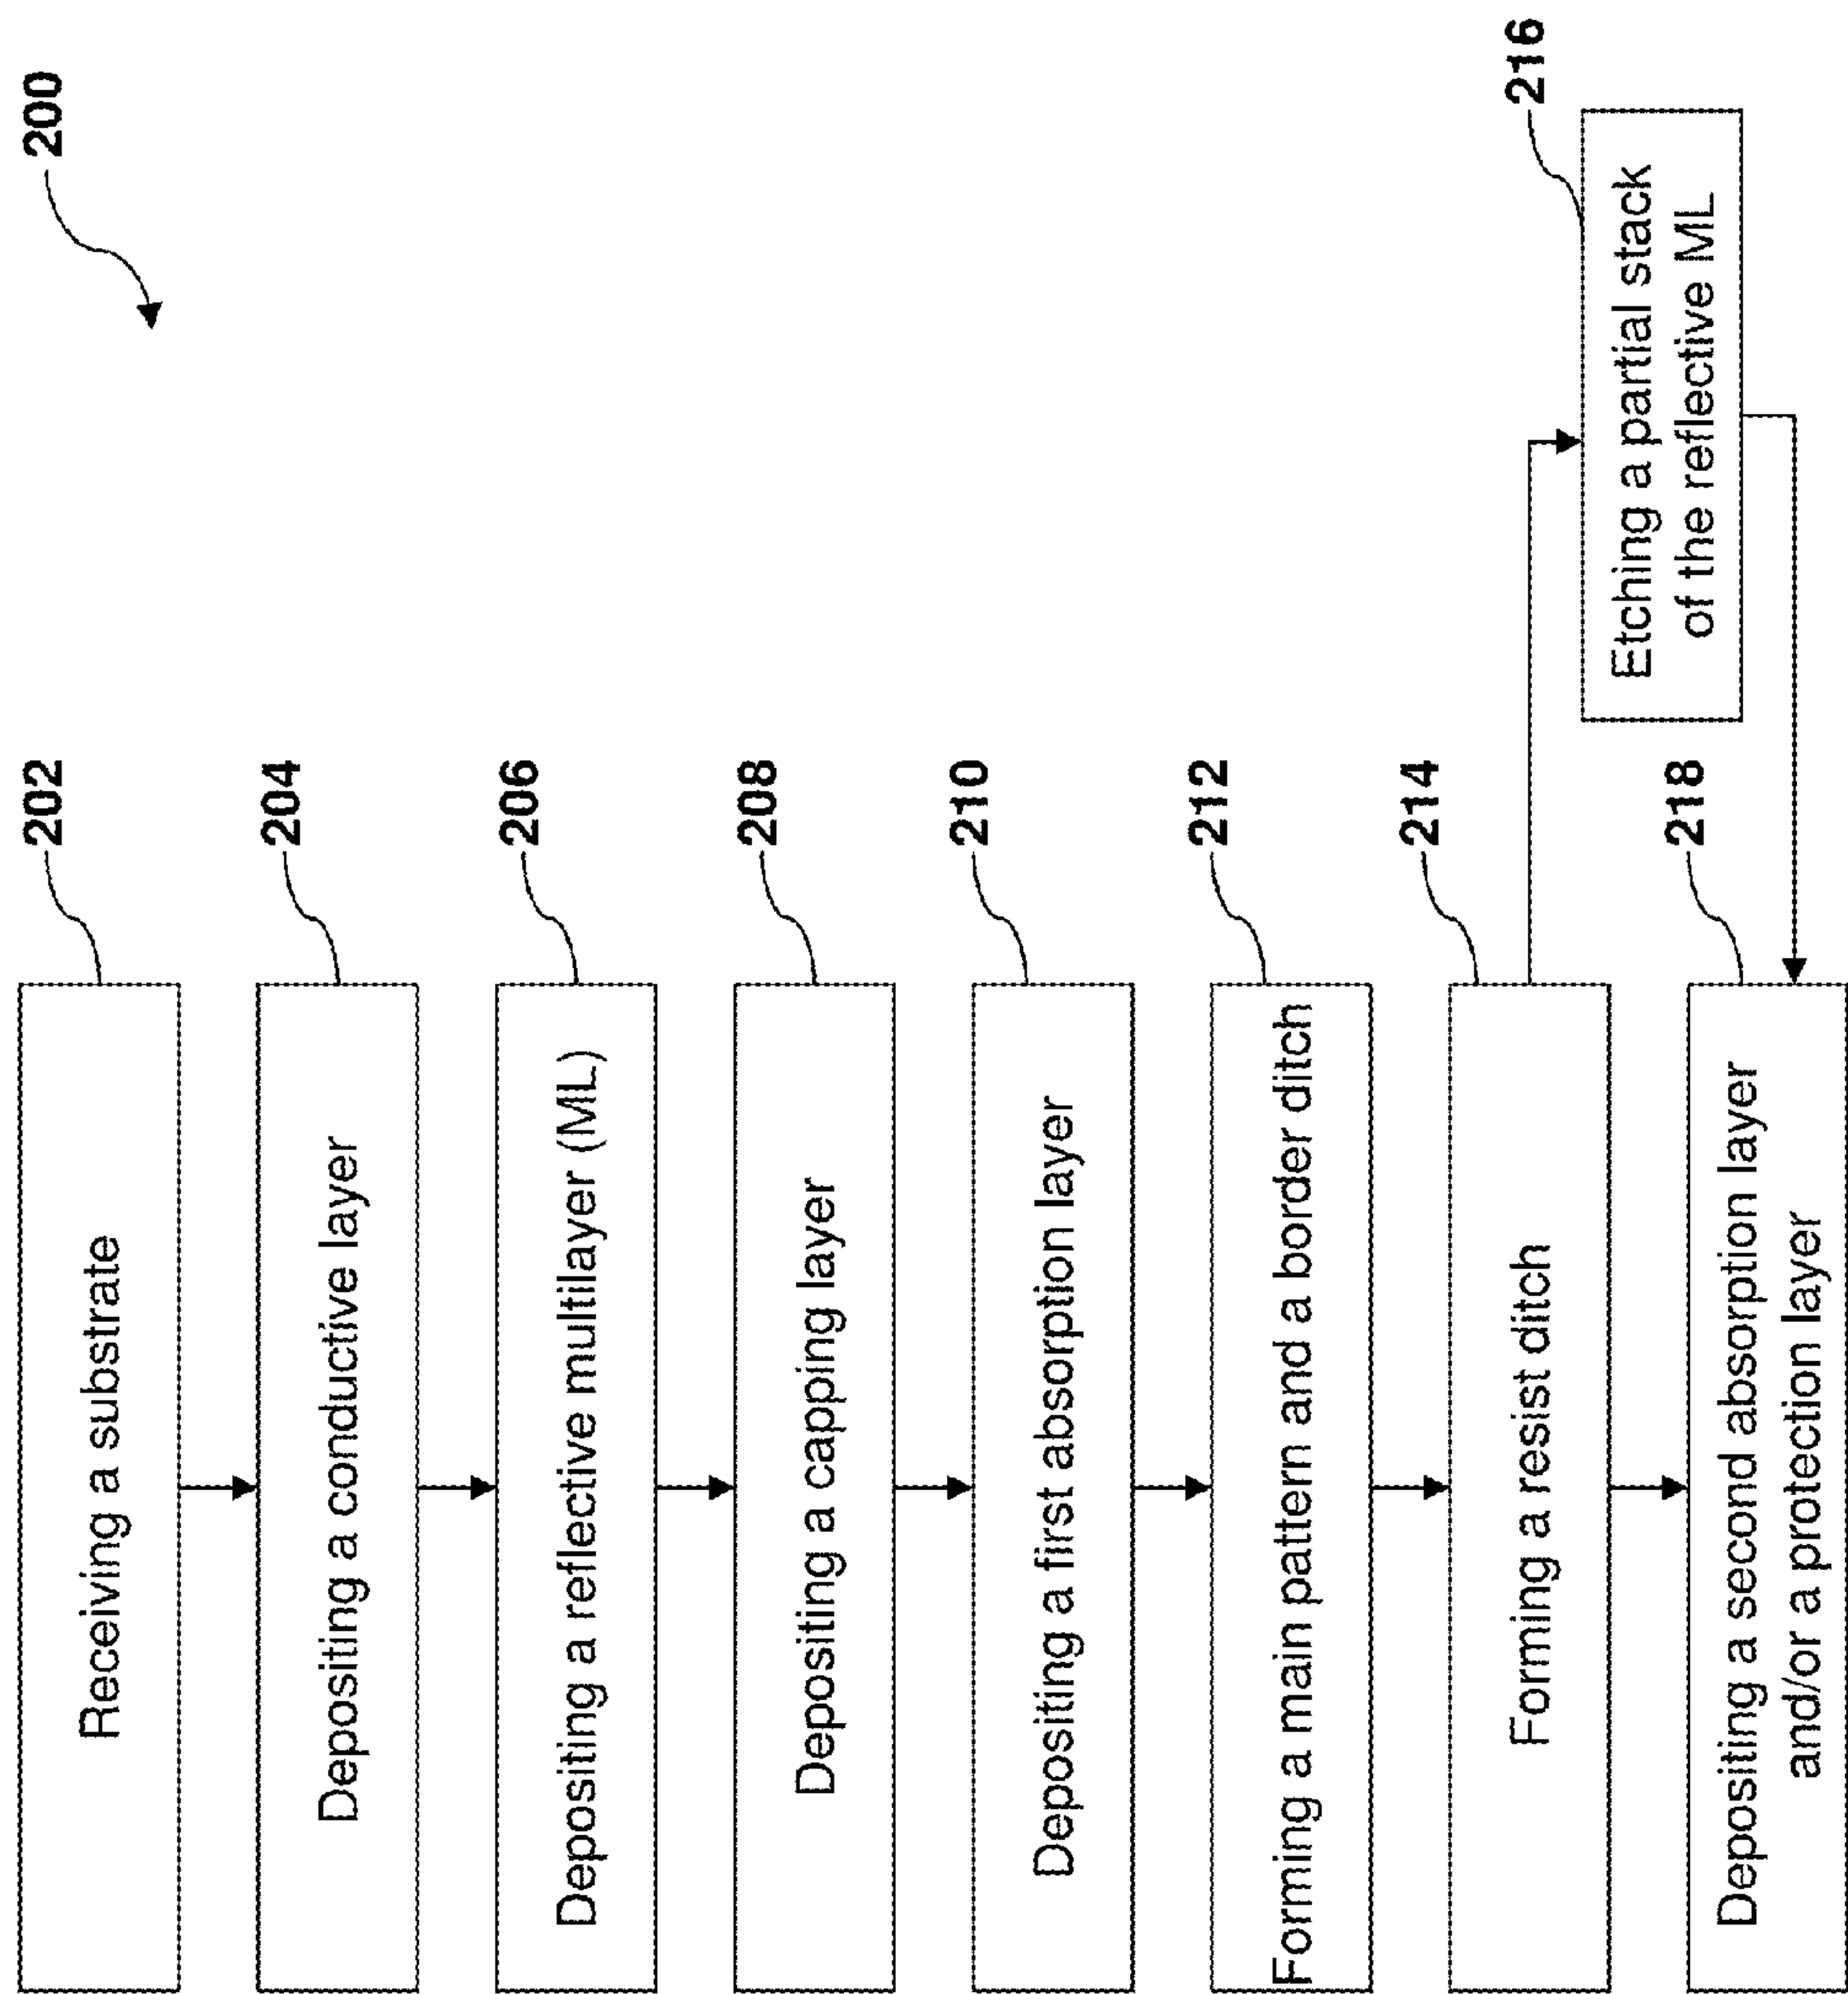 200
202
Receiving a substrate
204
Depositing a conductive layer
206
Depositing a reflective multilayer (ML)
208
Depositing a capping layer
210
Depositing a first absorption layer
212
Forming a main pattern and a border ditch
214
Forming a resist ditch
216
Etching a partial stack
of the reflective ML
218
Depositing a second absorption layer
and/or a protection layer